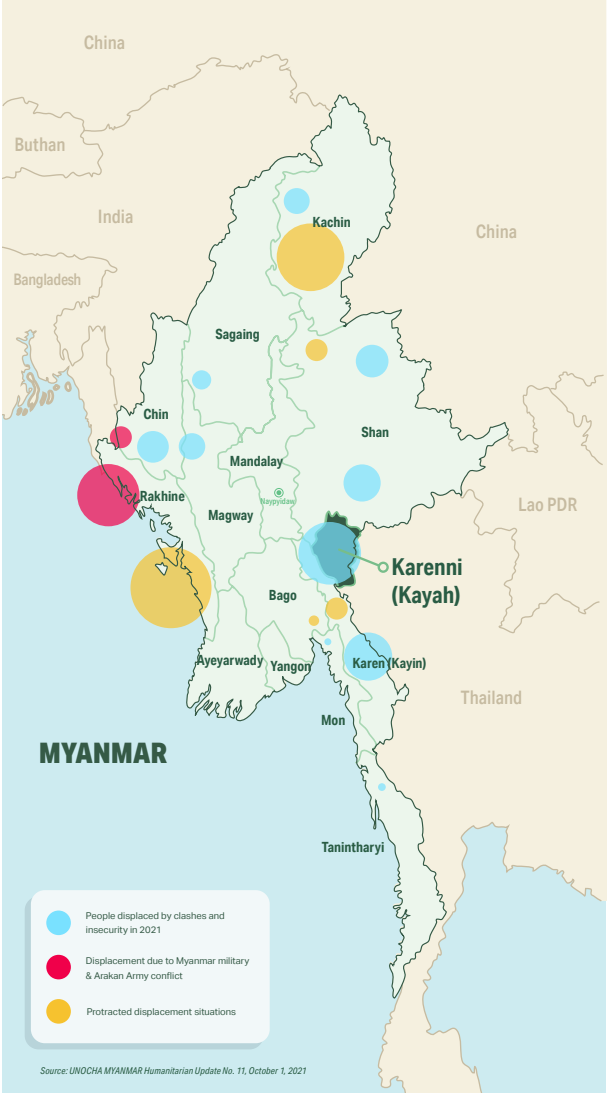 China
Buthan
India
China
Bangladesh
Kachin
Sagaing
Chin
Shan
Mandalay
Rakhine
Naypyidaw
Magway
Lao PDR
Karenni
(Kayah)
Bago
Ayeyarwady
Yangon
Karen (Kayin)
Thailand
Mon
MYANMAR
Tanintharyi
People displaced by clashes and
insecurity in 2021
Displacement due to Myanmar military
& Arakan Army conflict
Protracted displacement situations
Source: UNOCHA MYANMAR Humanitarian Update No. 11, October 1, 2021